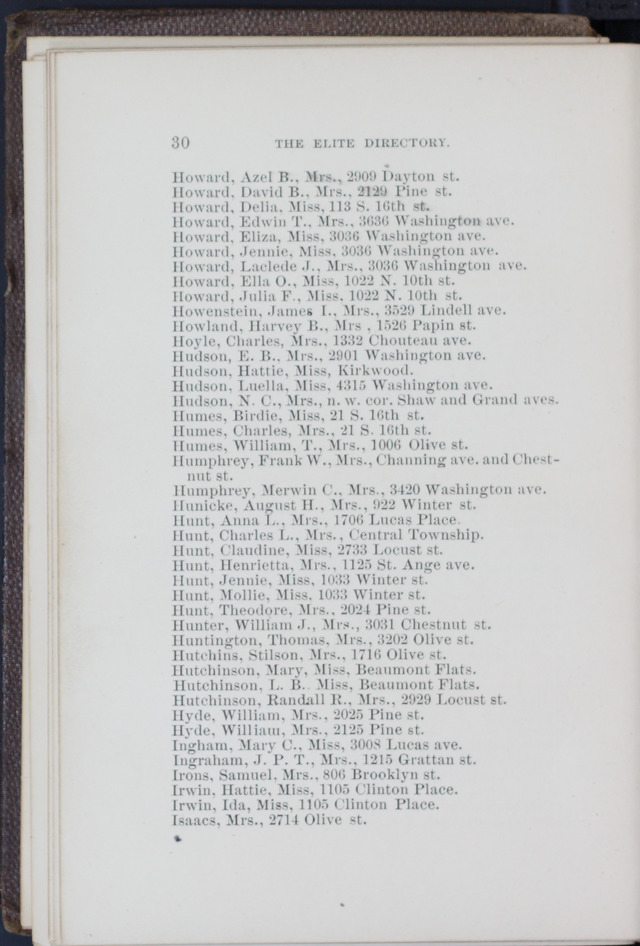 30 THE ELITE DIRECTORY.
Howard, Azel B., Mrs., 2909 Dayton st.
Howard, David B., Mrs., 2129 Pine st.
Howard, Delia, Miss, 113 S. 16th st.
Howard, Edwin T., Mrs., 3636 Washington ave.
Howard, Eliza, Miss, 3036 Washington ave.
Howard, Jennie, Miss, 3036 Washington ave.
Howard, Laclede J., Mrs., 3036 Washington ave.
Howard, Ella O., Miss, 1022 N. 10th st.
Howard, Julia F., Miss, 1022 N. 10th st.
Howenstein, James I., Mrs., 3529 Lindell ave.
Howland, Harvey B., Mrs , 1526 Papin st.
Hoyle, Charles, Mrs., 1332 Chouteau ave.
Hudson, E. B., Mrs., 2901 Washington ave.
Hudson, Hattie, Miss, Kirkwood.
Hudson, Luella, Miss, 4315 Washington ave.
Hudson, N. C., Mrs., n. w. cor. Shaw and Grand aves.
Humes, Birdie, Miss, 21 S. 16th st.
Humes, Charles, Mrs., 21 S. 16th st.
Humes, William, T., Mrs., 1006 Olive st.
Humphrey, Frank W., Mrs., Channing ave. and Chest-
nut st.
Humphrey, Merwin C., Mrs., 3420 Washington ave.
Hunicke, August H., Mrs., 922 Winter st.
Hunt, Anna L., Mrs., 1706 Lucas Place.
Hunt, Charles L., Mrs., Central Township.
Hunt, Claudine, Miss, 2733 Locust st.
Hunt, Henrietta, Mrs., 1125 St. Ange ave.
Hunt, Jennie, Miss, 1033 Winter st.
Hunt, Mollie, Miss, 1033 Winter st.
Hunt, Theodore, Mrs., 2024 Pine st.
Hunter, William J., Mrs., 3031 Chestnut st.
Huntington, Thomas, Mrs., 3202 Olive st.
Hutchins, Stilson, Mrs., 1716 Olive st.
Hutchinson, Mary, Miss, Beaumont Flats.
Hutchinson, L. B. Miss, Beaumont Flats.
Hutchinson, Randall R., Mrs., 2929 Locust st.
Hyde, William, Mrs., 2025 Pine st.
Hyde, William, Mrs., 2125 Pine st.
Ingham, Mary C., Miss, 3008 Lucas ave.
Ingraham, J. P. T., Mrs., 1215 Grattan st.
Irons, Samuel, Mrs., 806 Brooklyn st.
Irwin, Hattie, Miss, 1105 Clinton Place.
Irwin, Ida, Miss, 1105 Clinton Place.
Isaacs, Mrs., 2714 Olive st.